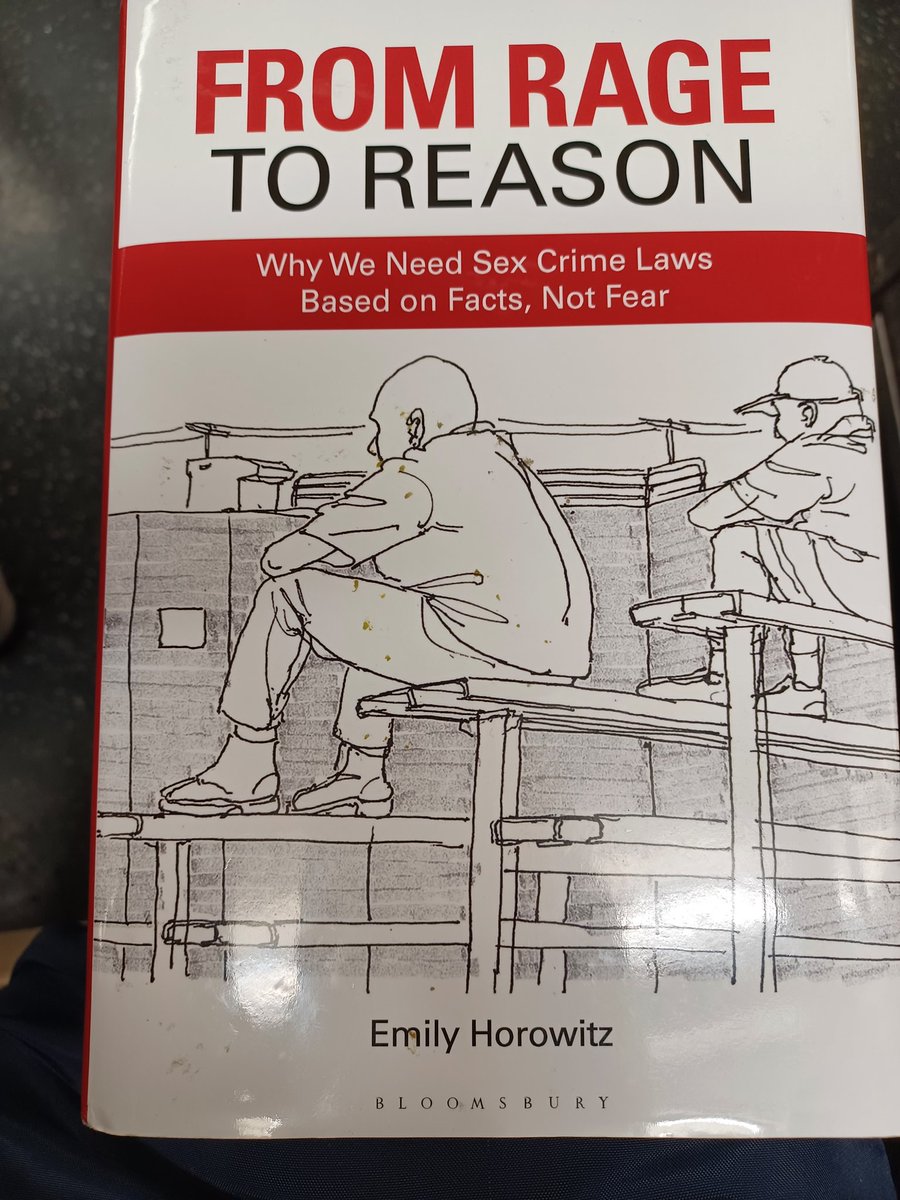 FROM RAGE
TO REASON
Why We Need Sex Crime Laws
Based on Facts, Not Fear
Emily Horowitz
BLOOMSBURY